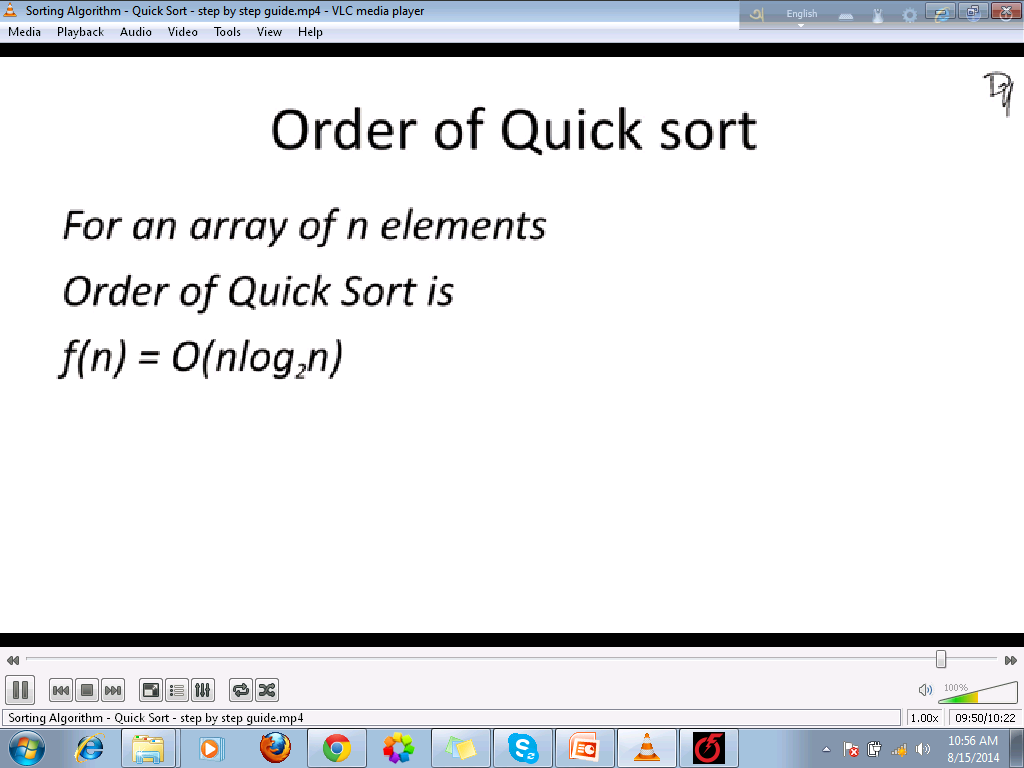 Sorting Algorithm - Quick Sort - step by step guide.mp4 - VLC media player
English
Media Playback Audio Video Tools View Help
Order of Quick sort
For an array of n elements
Order of Quick Sort is
f(n) = O(nlog₂n)
100%
Sorting Algorithm - Quick Sort - step by step guide.mp4
1.00x 09:50/10:22
10:56 AM
8/15/2014